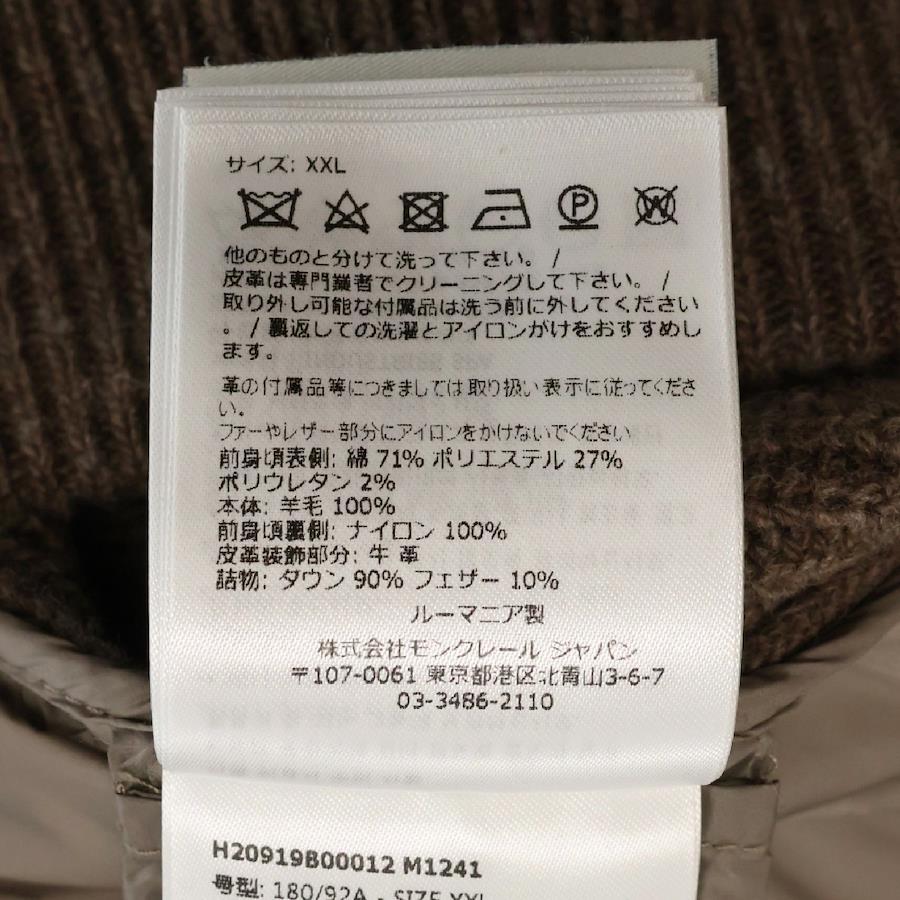 サイズ: XXL
他のものと分けて洗って下さい。 /
皮革は専門業者でクリーニングして下さい。 /
取り外し可能な付属品は洗う前に外してください
。 / 裏返しての洗濯とアイロンがけをおすすめし
ます。
革の付属品等につきましては取り扱い表示に従ってくださ
い。
ファーやレザー部分にアイロンをかけないでください
前身頃表側: 綿 71% ポリエステル 27%
ポリウレタン 2%
本体: 羊毛 100%
前身頃裏側: ナイロン 100%
皮革装飾部分: 牛 革
詰物: ダウン 90% フェザー 10%
ルーマニア製
株式会社モンクレール ジャパン
〒107-0061 東京都港区北青山3-6-7
03-3486-2110
H20919B00012 M1241
180/92A - SIZE XXL